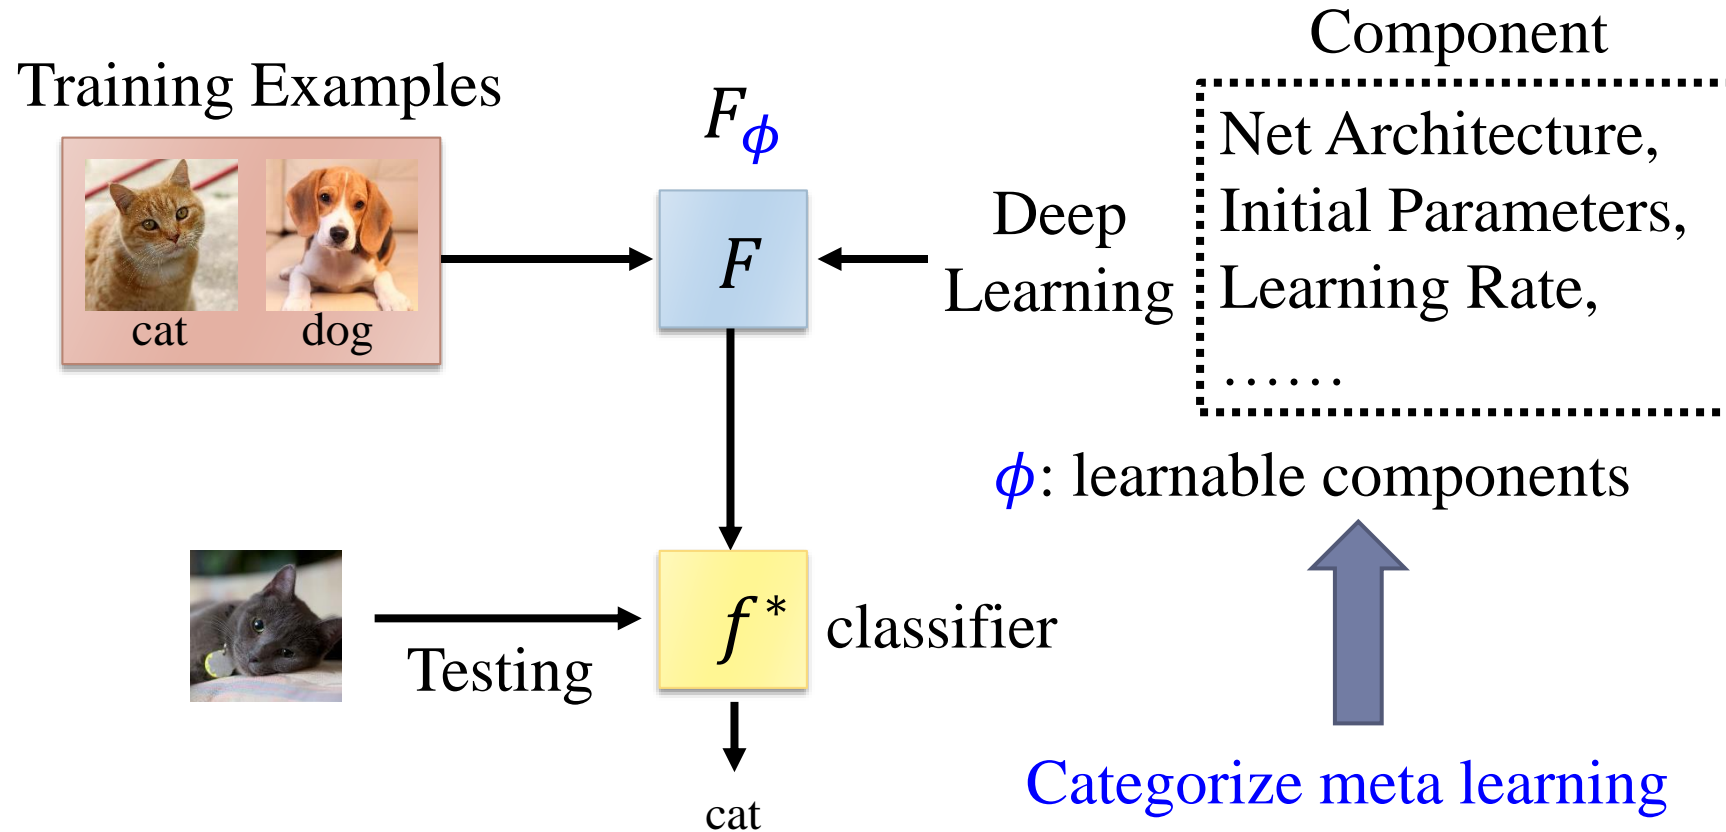 Component
Training Examples
𝐹𝜙
Net Architecture,
Initial Parameters,
Learning Rate,
……
Deep
Learning
𝐹
cat
dog
𝜙: learnable components
𝑓*
classifier
Testing
cat
Categorize meta learning